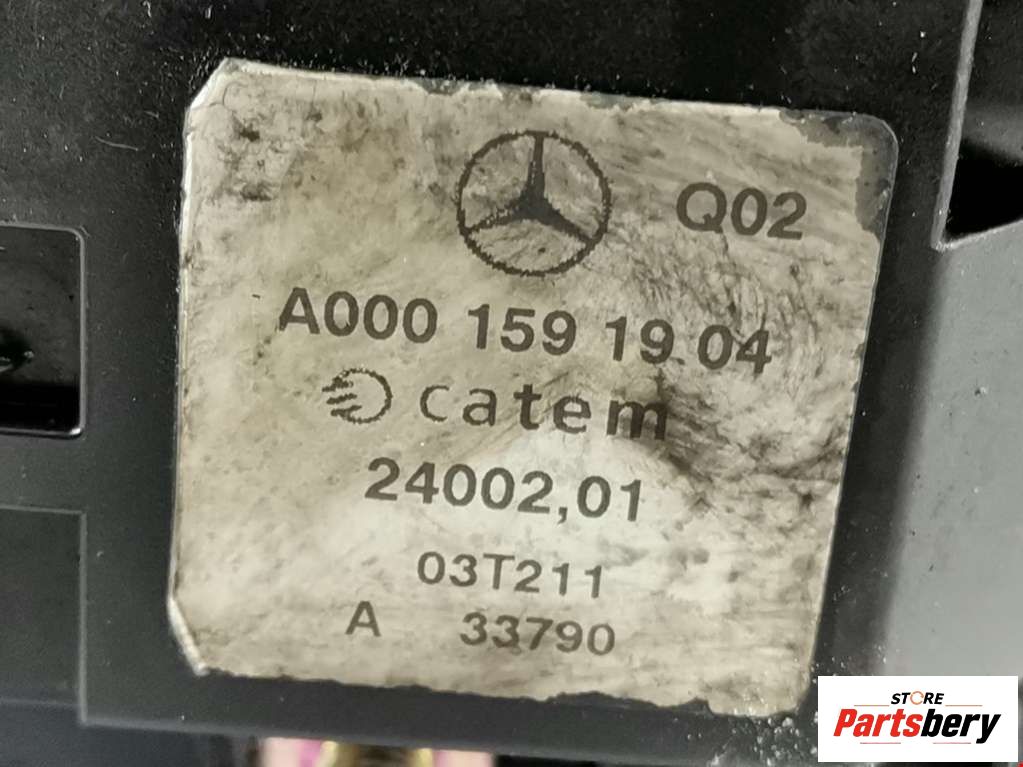 Q02
A000 159 19 04
catem
24002,01
03T211
A 33790
STORE
Partsbery